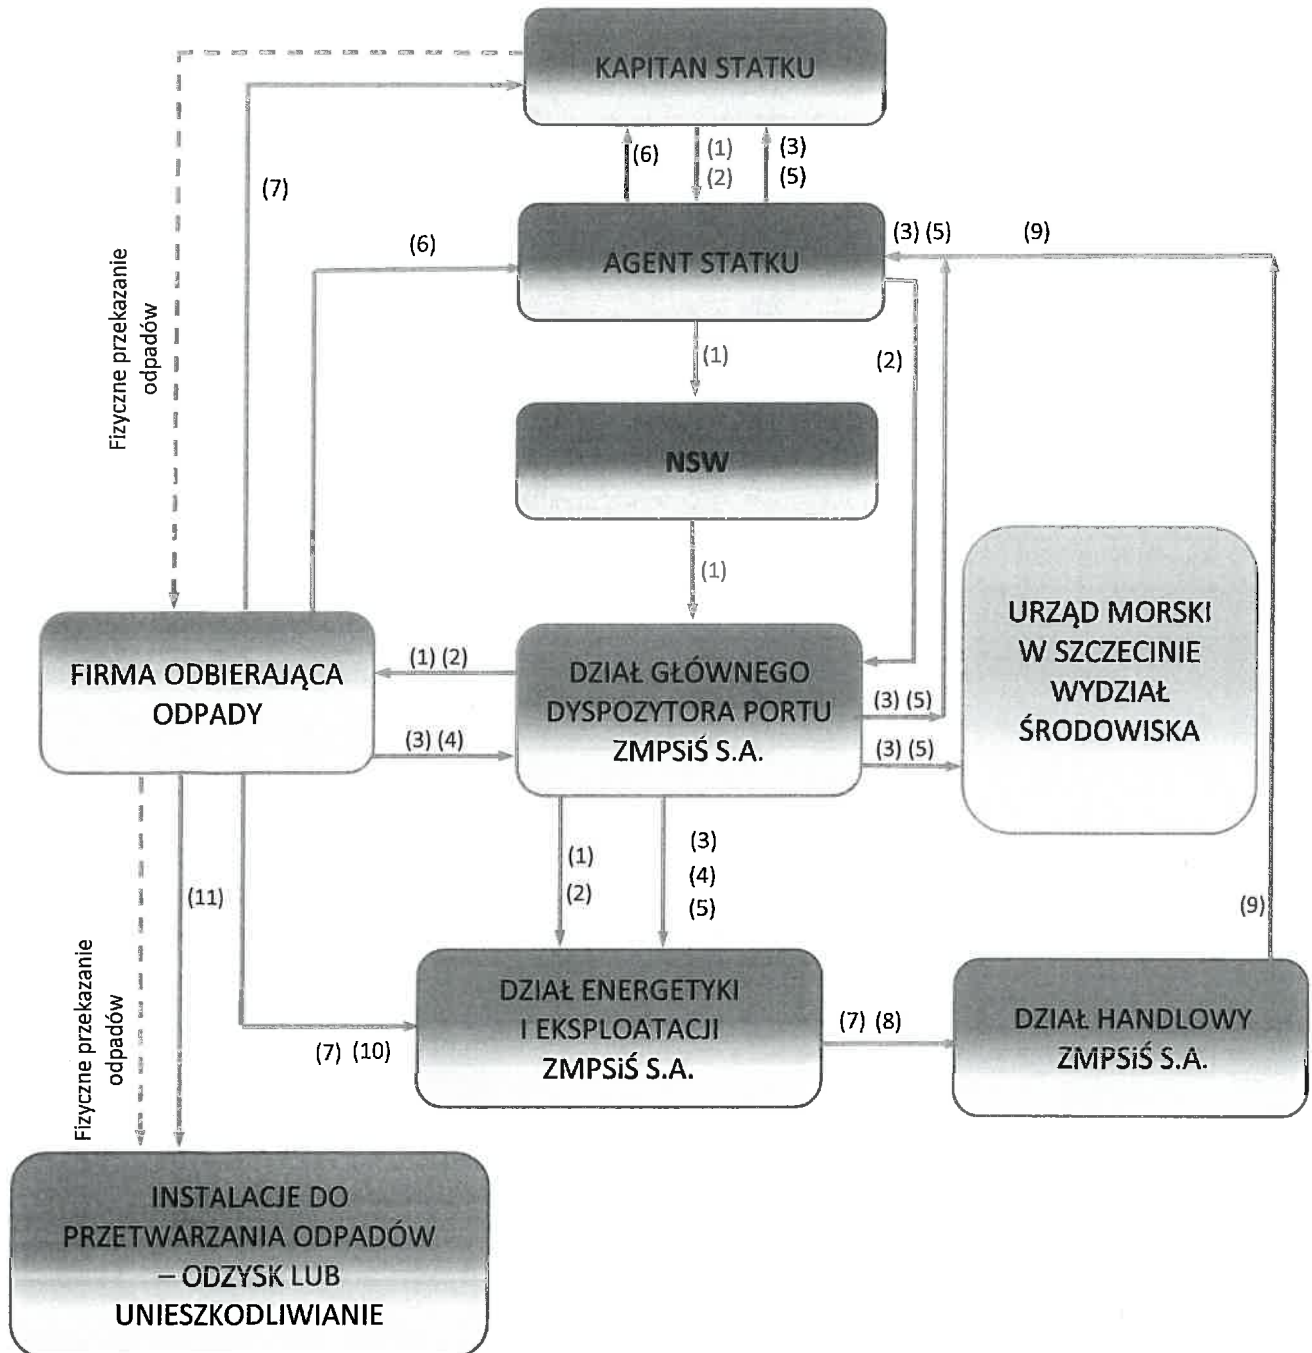 KAPITAN STATKU
(6)
(1)
(2)
(3)
(5)
(7)
(6)
AGENT STATKU
(3) (5)
(9)
Fizyczne przekazanie
odpadów
(1)
(2)
NSW
(1)
FIRMA ODBIERAJĄCA
ODPADY
(1) (2)
(3) (4)
DZIAŁ GŁÓWNEGO
DYSPOZYTORA PORTU
ZMPSiŚ S.A.
(3) (5)
(3) (5)
URZĄD MORSKI
W SZCZECINIE
WYDZIAŁ
ŚRODOWISKA
(1)
(2)
(3)
(4)
(5)
(11)
(9)
Fizyczne przekazanie
odpadów
(7) (10)
DZIAŁ ENERGETYKI
I EKSPLOATACJI
ZMPSiŚ S.A.
(7) (8)
DZIAŁ HANDLOWY
ZMPSiŚ S.A.
INSTALACJE DO
PRZETWARZANIA ODPADÓW
– ODZYSK LUB
UNIESZKODLIWIANIE